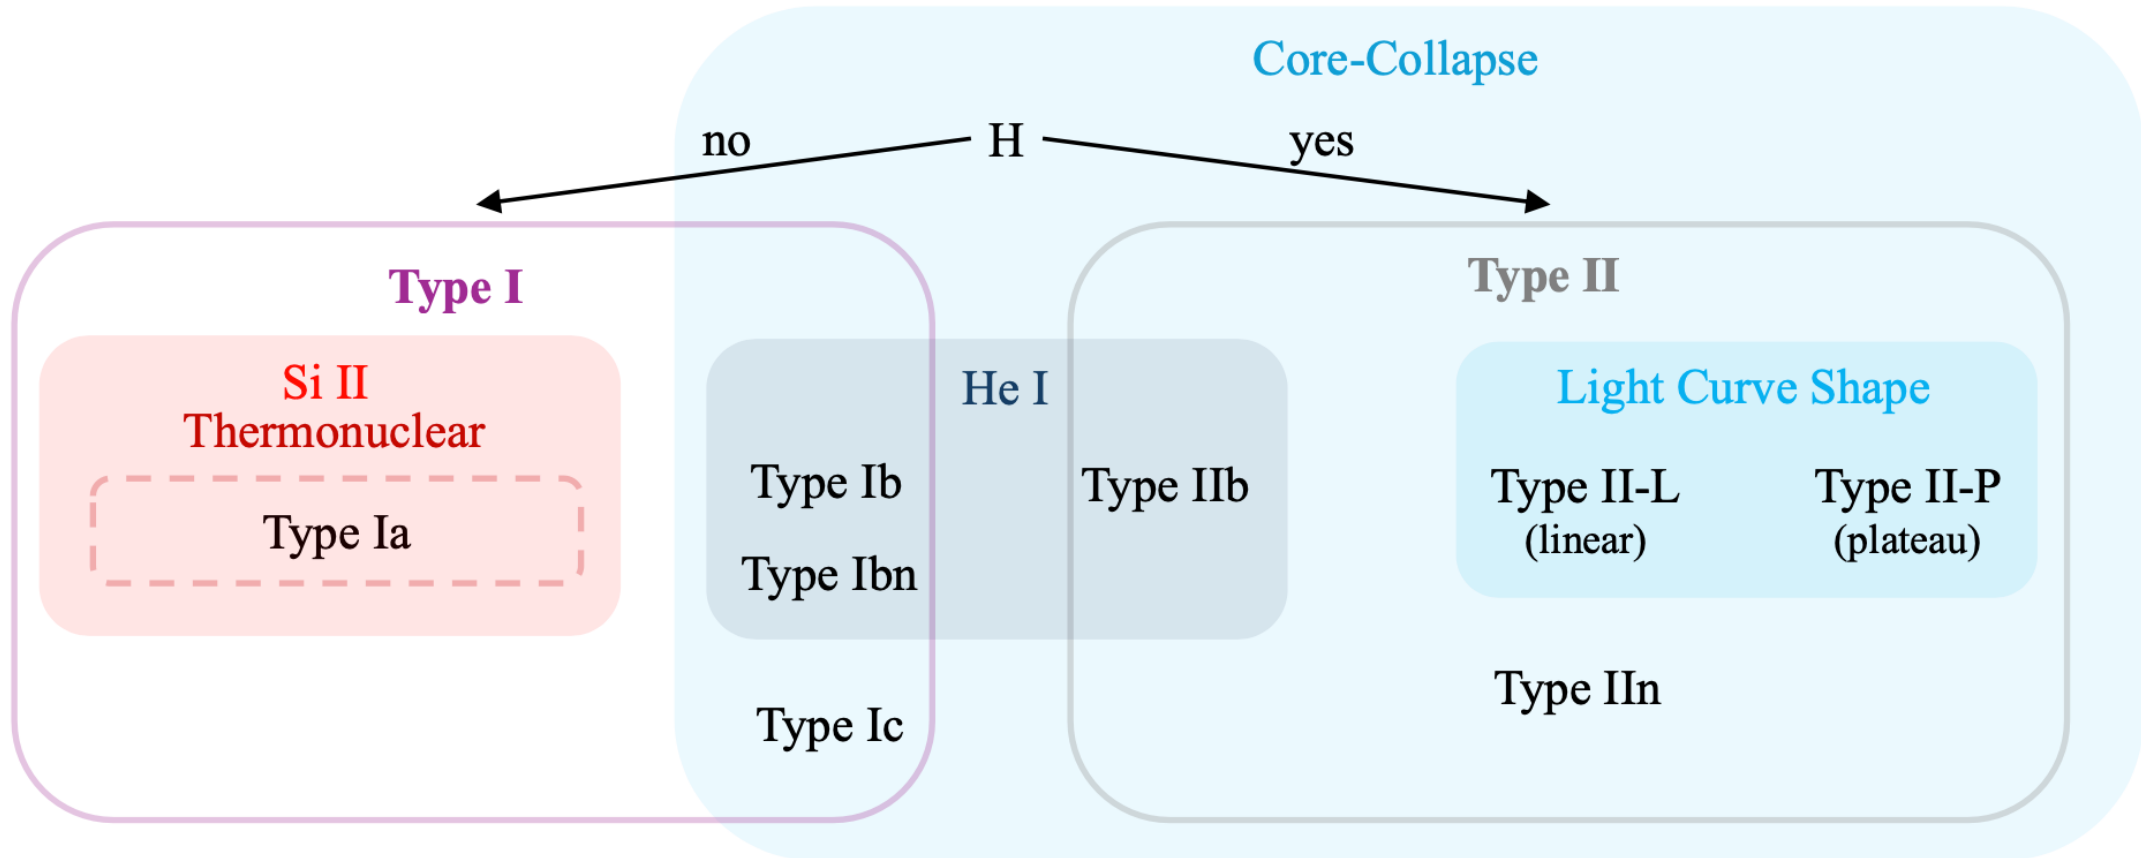 Core-Collapse
no H yes
Type I
Type II
Si II
Thermonuclear
Type Ia
He I
Type Ib
Type IIb
Type Ibn
Type Ic
Light Curve Shape
Type II-L
(linear)
Type II-P
(plateau)
Type IIn